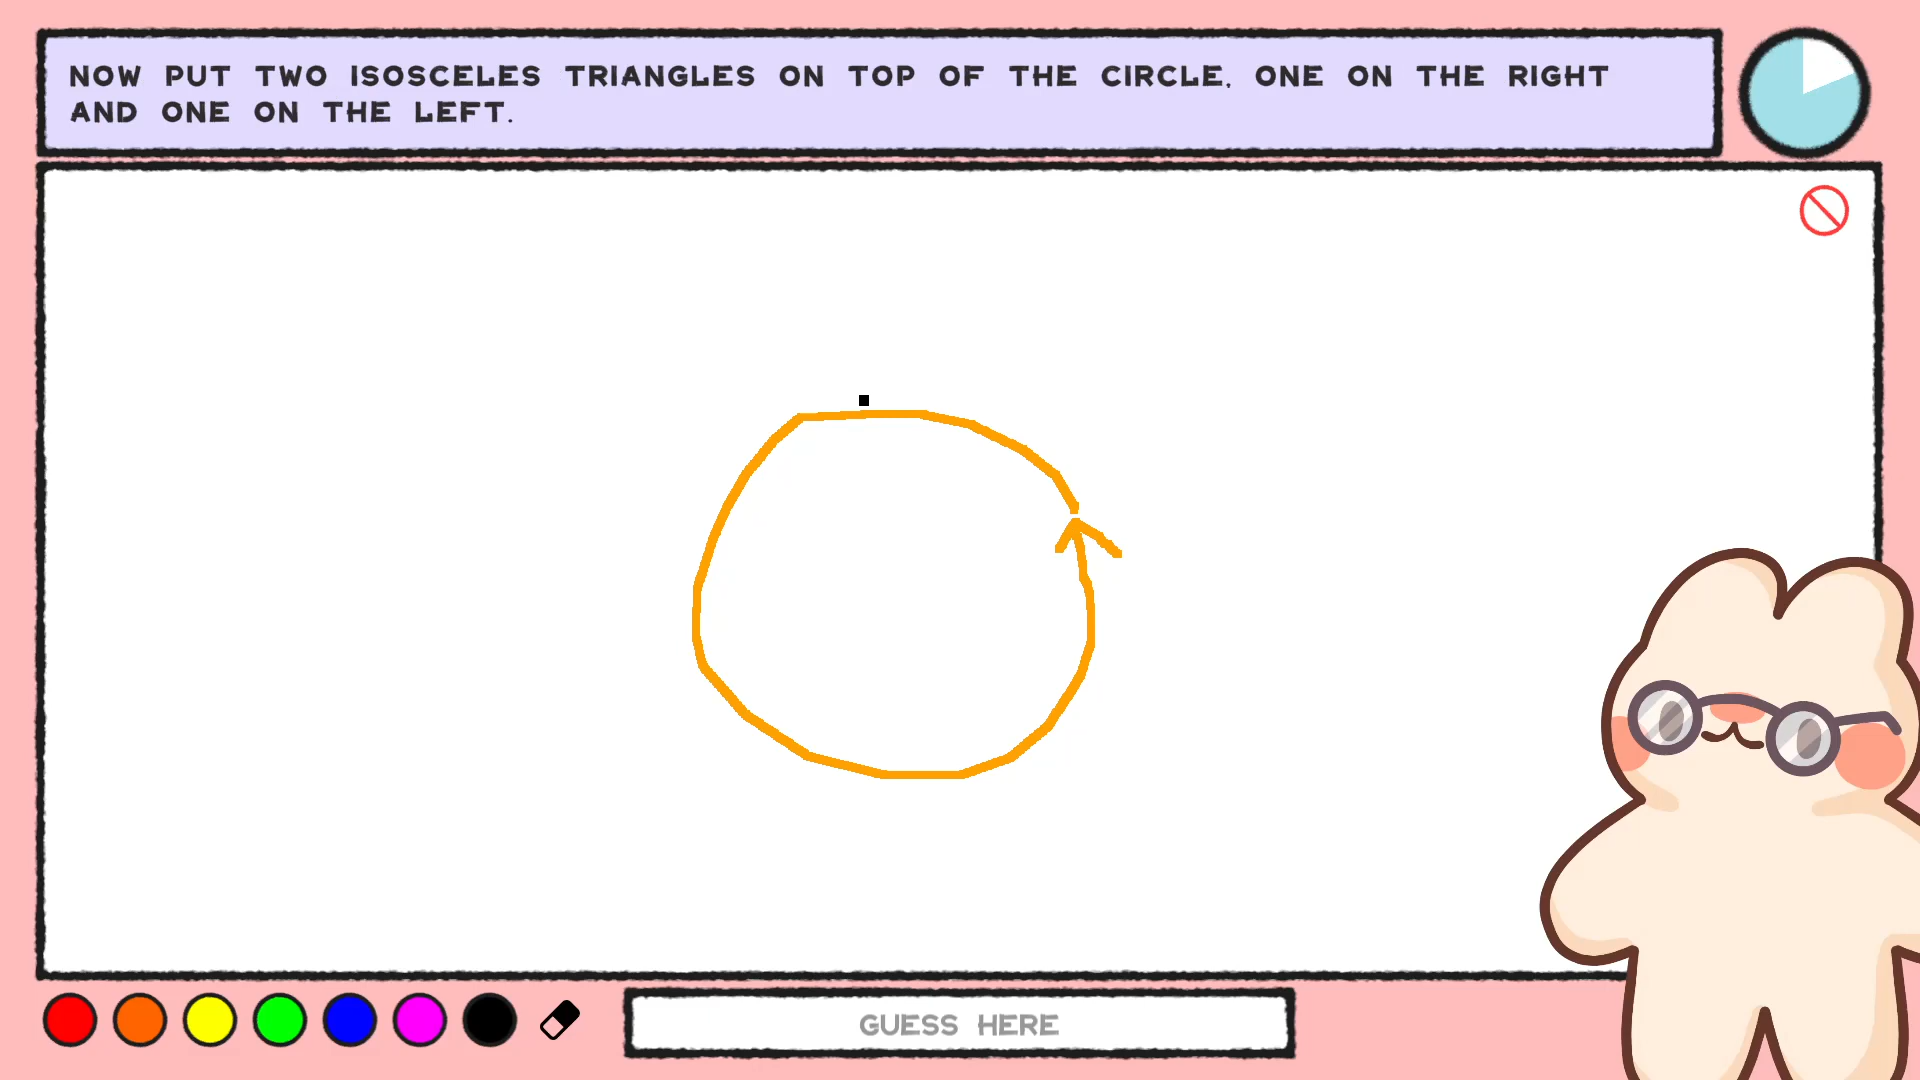 NOW PUT TWO ISOSCELES TRIANGLES ON TOP OF THE CIRCLE, ONE ON THE RIGHT
AND ONE ON THE LEFT.
GUESS HERE